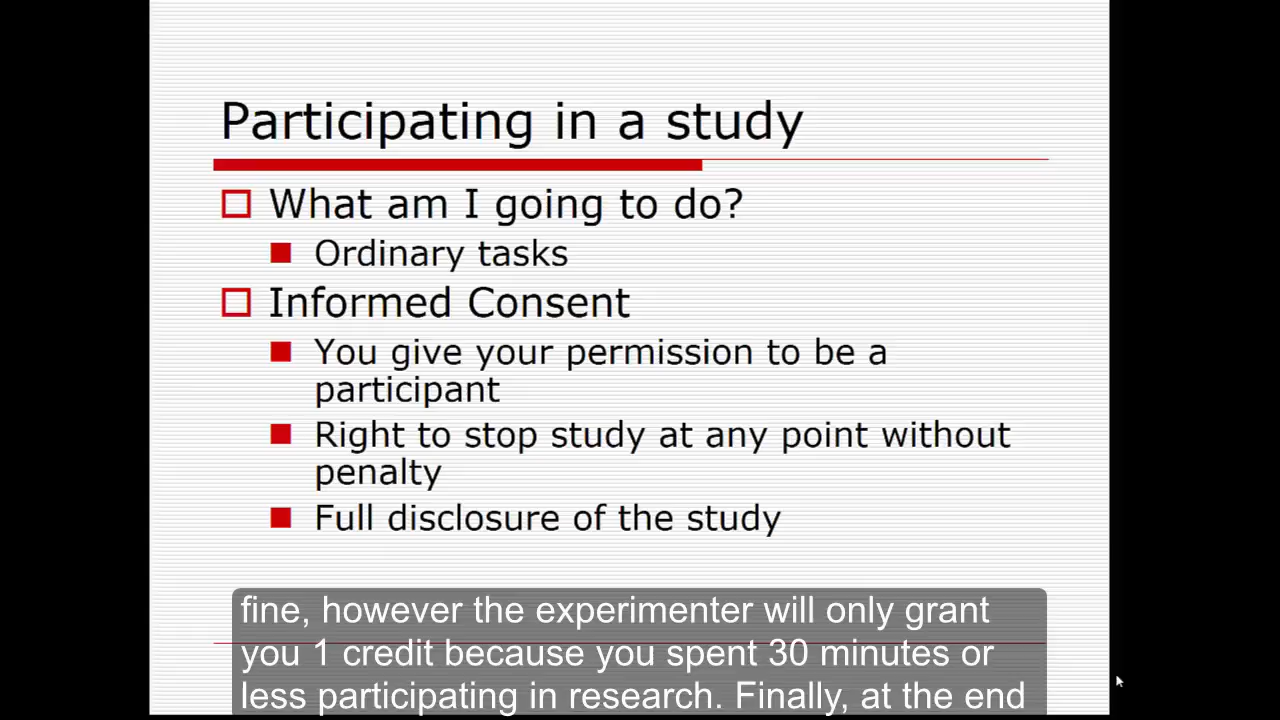 Participating in a study
What am I going to do?
Ordinary tasks
Informed Consent
You give your permission to be a
participant
Right to stop study at any point without
penalty
Full disclosure of the study
fine, however the experimenter will only grant
you 1 credit because you spent 30 minutes or
less participating in research. Finally, at the end